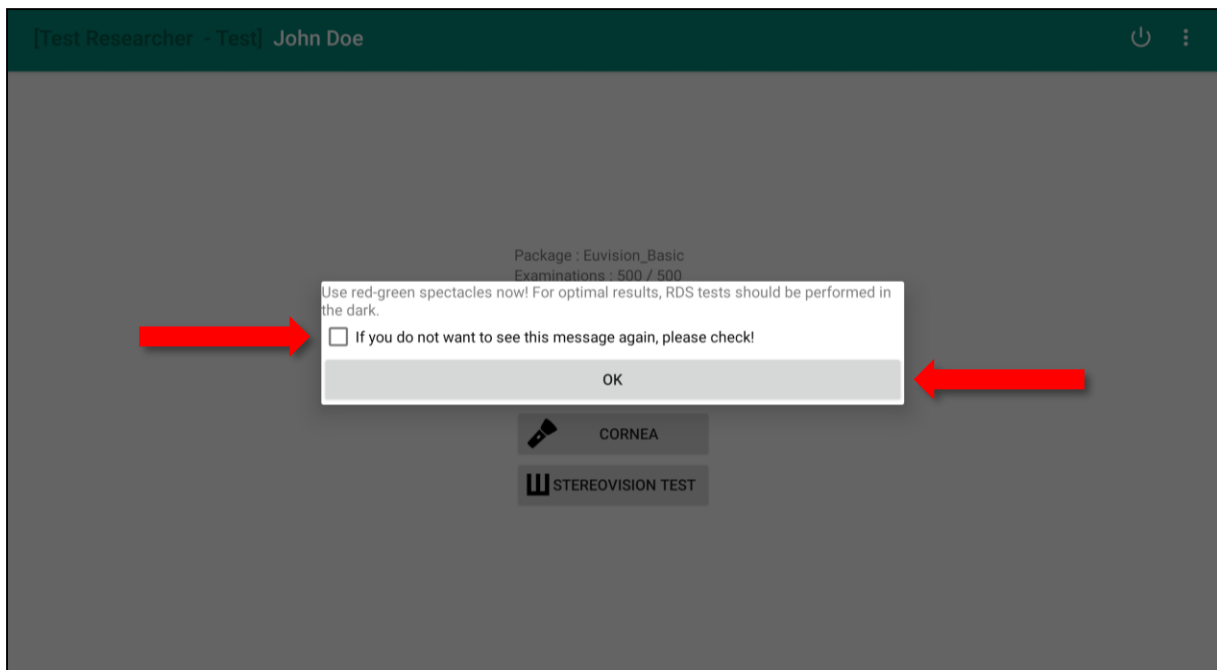 [Test Researcher - Test] John Doe
Package : Euvision_Basic
Examinations : 500 / 500
Use red-green spectacles now! For optimal results, RDS tests should be performed in
the dark.
If you do not want to see this message again, please check!
OK
CORNEA
STEREOVISION TEST